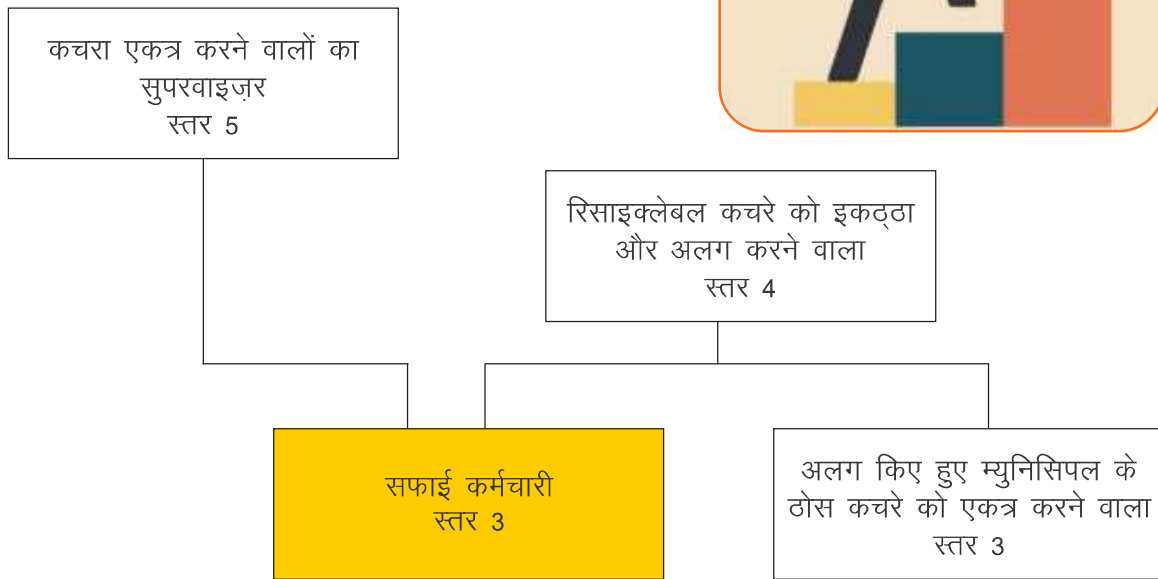 कचरा एकत्र करने वालों का
सुपरवाइज़र
स्तर 5
रिसाइक्लेबल कचरे को इकठ्ठा
और अलग करने वाला
स्तर 4
सफाई कर्मचारी
स्तर 3
अलग किए हुए म्युनिसिपल के
ठोस कचरे को एकत्र करने वाला
स्तर 3